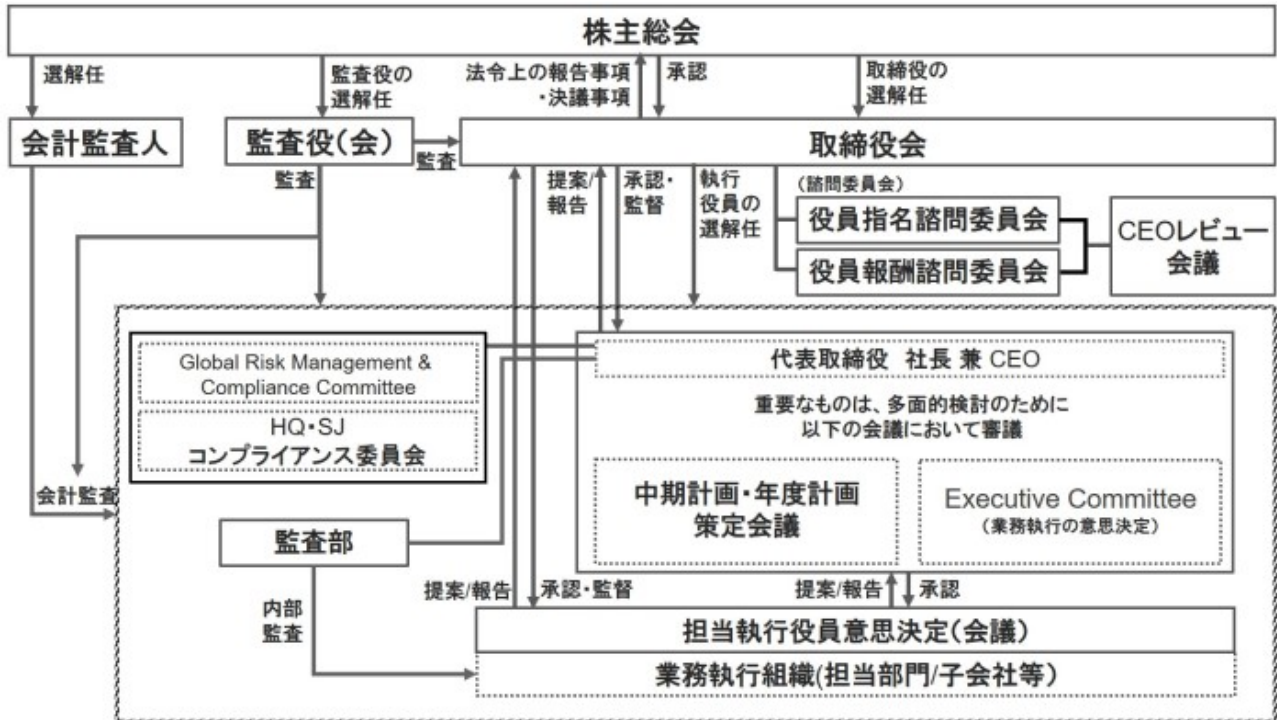 株主総会
選解任
監査役の
選解任
法令上の報告事項
・決議事項
承認
取締役の
選解任
会計監査人
監査役(会)
監査
取締役会
監査
提案/
報告
承認・
監督
執行
役員の
選解任
(諮問委員会)
役員指名諮問委員会
役員報酬諮問委員会
CEOレビュー
会議
Global Risk Management &
Compliance Committee
HQ・SJ
コンプライアンス委員会
代表取締役 社長 兼 CEO
重要なものは、多面的検討のために
以下の会議において審議
中期計画・年度計画
策定会議
Executive Committee
(業務執行の意思決定)
会計監査
監査部
内部
監査
提案/報告
承認・監督
提案/報告
承認
担当執行役員意思決定(会議)
業務執行組織(担当部門/子会社等)